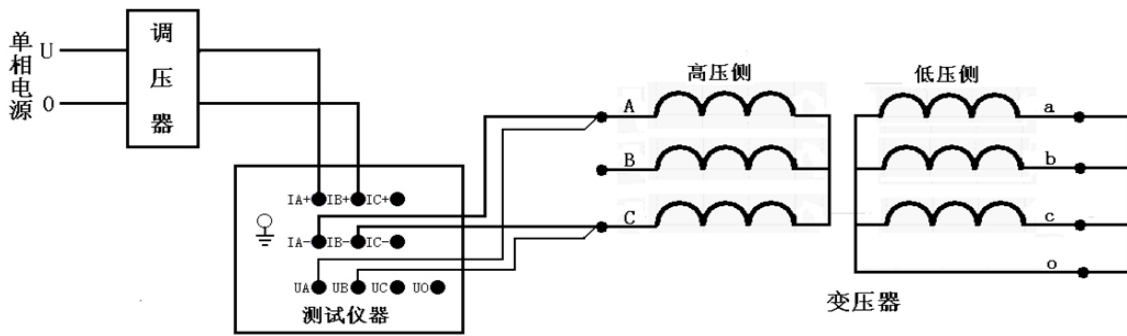 单相电源
U
O
调压器
高压侧
低压侧
A
a
B
b
C
c
o
IA+ IB+ IC+
IA- IB- IC-
UA UB UC UO
测试仪器
变压器